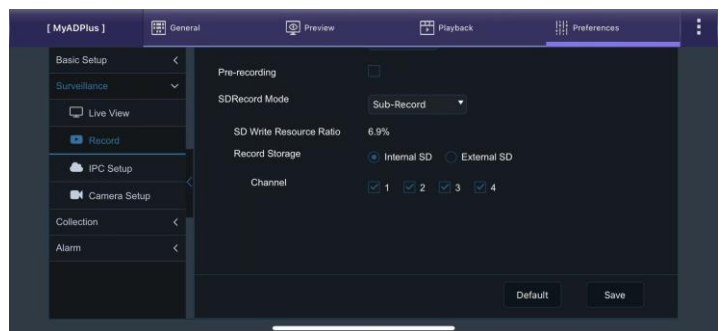 [ MyADPlus ] General Preview Playback Preferences
Basic Setup
Surveillance
Live View
Record
IPC Setup
Camera Setup
Collection
Alarm
Pre-recording
SDRecord Mode Sub-Record
SD Write Resource Ratio 6.9%
Record Storage Internal SD External SD
Channel 1 2 3 4
Default Save